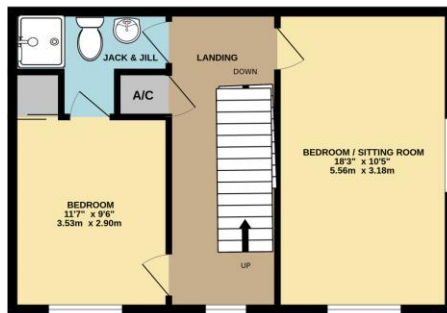 JACK & JILL
LANDING
DOWN
A/C
BEDROOM / SITTING ROOM
18'3" x 10'5"
5.56m x 3.18m
BEDROOM
11'7" x 9'6"
3.53m x 2.90m
UP